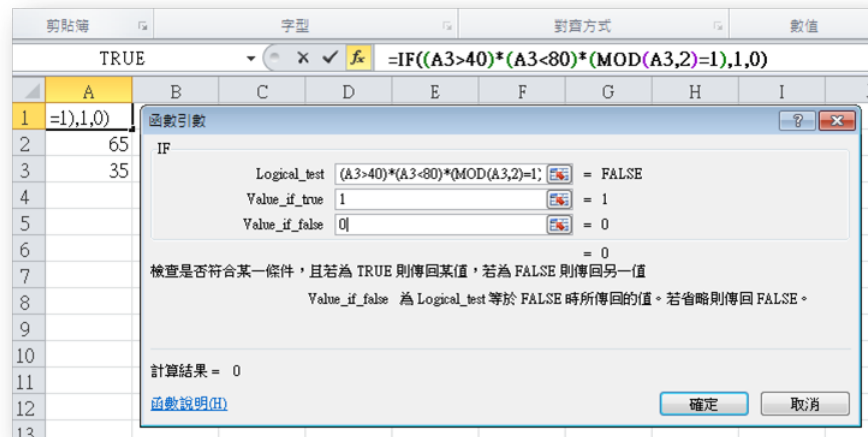 剪貼簿 字型 對齊方式 數值
TRUE fx =IF((A3>40)*(A3<80)*(MOD(A3,2)=1),1,0)
A B C D E F G H I
1 =1),1,0)
2 65
3 35
4
5
6
7
8
9
10
11
12
13
函數引數
IF
Logical_test (A3>40)*(A3<80)*(MOD(A3,2)=1) = FALSE
Value_if_true 1 = 1
Value_if_false 0 = 0
= 0
檢查是否符合某一條件，且若為 TRUE 則傳回某值，若為 FALSE 則傳回另一值
Value_if_false 為 Logical_test 等於 FALSE 時所傳回的值。若省略則傳回 FALSE。
計算結果 = 0
函數說明(H)
確定 取消